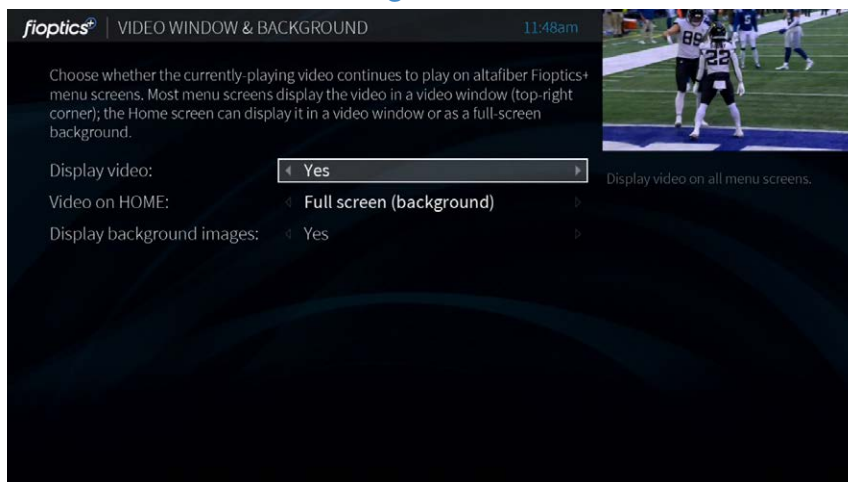 fioptics+ | VIDEO WINDOW & BACKGROUND 11:48am
Choose whether the currently-playing video continues to play on altafiber Fioptics+
menu screens. Most menu screens display the video in a video window (top-right
corner); the Home screen can display it in a video window or as a full-screen
background.
Display video: Yes
Display video on all menu screens.
Video on HOME: Full screen (background)
Display background images: Yes
89
22
5